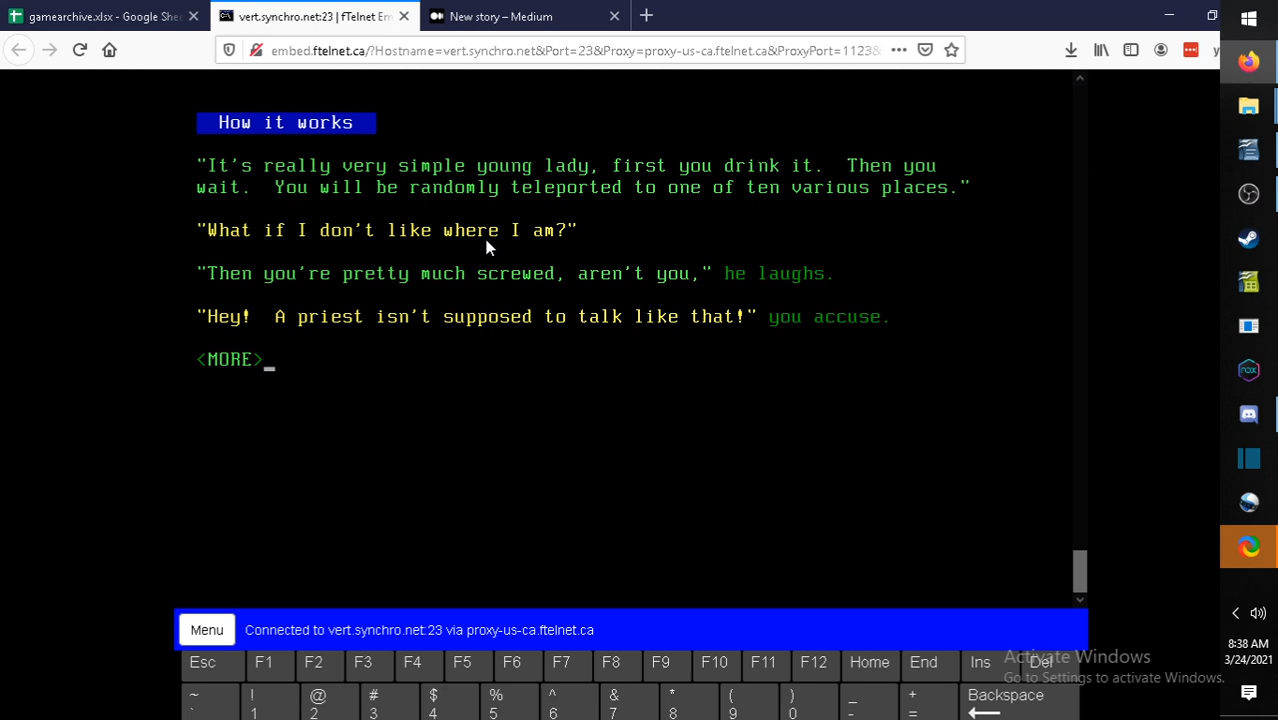 gamearchive.xlsx - Google She
vert.synchro.net:23 | fTelnet Em
New story – Medium
embed.ftelnet.ca/?Hostname=vert.synchro.net&Port=23&Proxy=proxy-us-ca.ftelnet.ca&ProxyPort=1123&
How it works
"It's really very simple young lady, first you drink it.  Then you
wait.  You will be randomly teleported to one of ten various places."
"What if I don't like where I am?"
"Then you're pretty much screwed, aren't you," he laughs.
"Hey!  A priest isn't supposed to talk like that!" you accuse.
<MORE>_
Menu
Connected to vert.synchro.net:23 via proxy-us-ca.ftelnet.ca
Esc F1 F2 F3 F4 F5 F6 F7 F8 F9 F10 F11 F12 Home End Ins Del
~ ! @ # $ % ^ & * ( ) _ + Backspace
` 1 2 3 4 5 6 7 8 9 0 - =
Activate Windows
Go to Settings to activate Windows.
nox
8:38 AM
3/24/2021